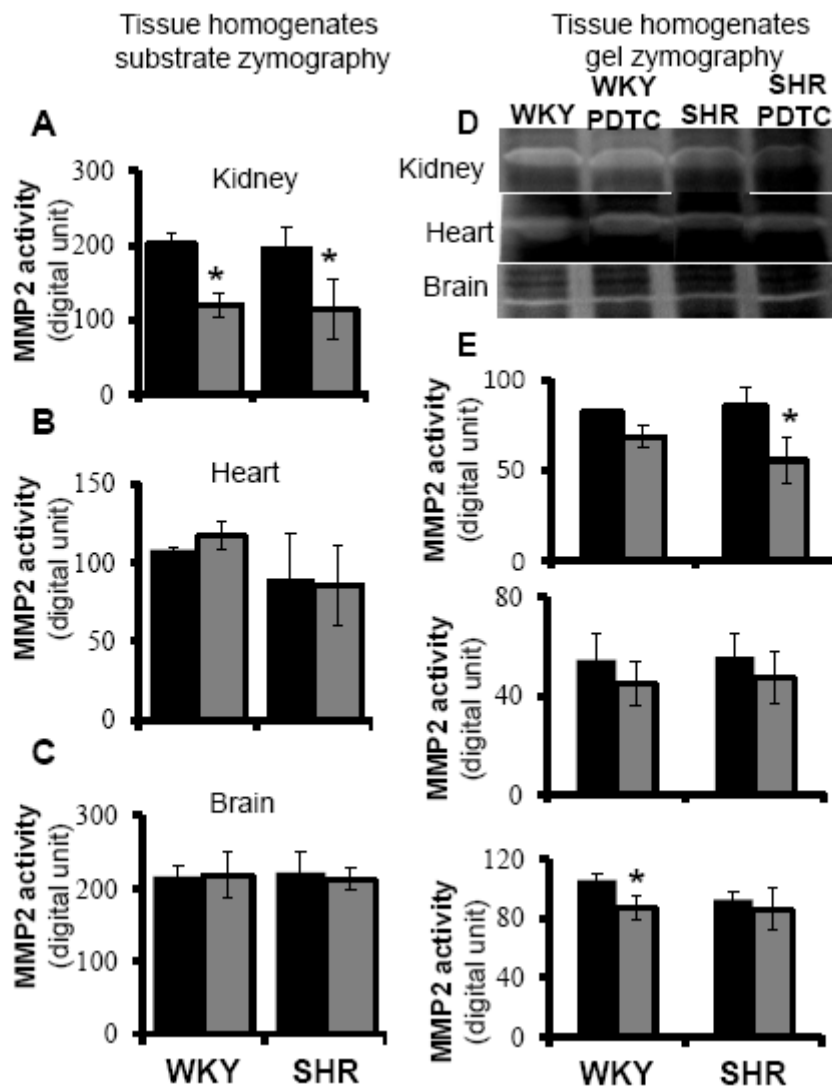 Tissue homogenates
substrate zymography
Tissue homogenates
gel zymography
A
Kidney
MMP2 activity
(digital unit)
300
200
100
0
*
*
B
Heart
MMP2 activity
(digital unit)
150
100
50
0
C
Brain
MMP2 activity
(digital unit)
300
200
100
0
WKY SHR
D
WKY WKY PDTC SHR SHR PDTC
Kidney
Heart
Brain
E
MMP2 activity
(digital unit)
100
50
0
*
MMP2 activity
(digital unit)
80
40
0
MMP2 activity
(digital unit)
120
80
40
0
*
WKY SHR